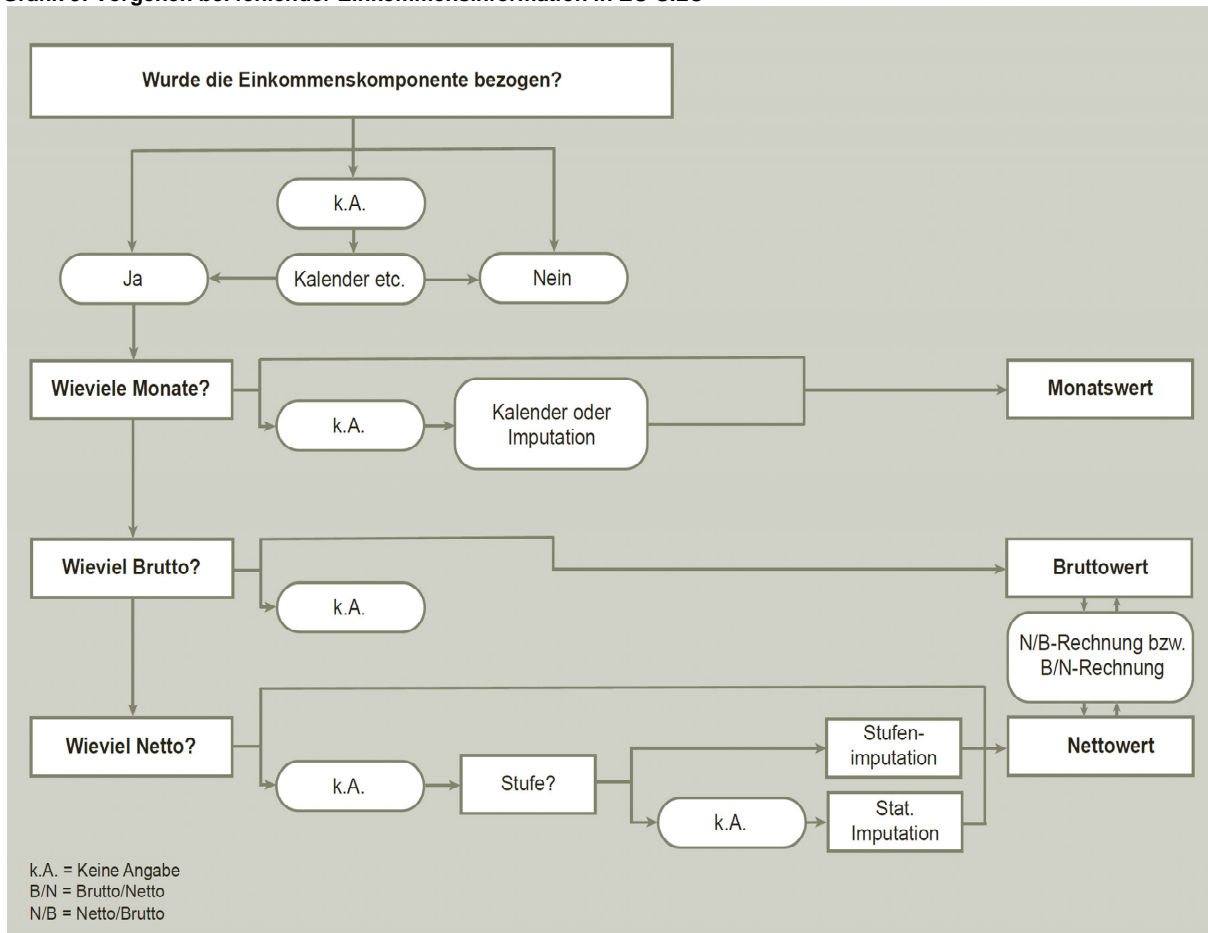 Wurde die Einkommenskomponente bezogen?
k.A.
Ja
Kalender etc.
Nein
Wieviele Monate?
k.A.
Kalender oder
Imputation
Monatswert
Wieviel Brutto?
k.A.
Bruttowert
N/B-Rechnung bzw.
B/N-Rechnung
Wieviel Netto?
k.A.
Stufe?
Stufen-
imputation
k.A.
Stat.
Imputation
Nettowert
k.A. = Keine Angabe
B/N = Brutto/Netto
N/B = Netto/Brutto